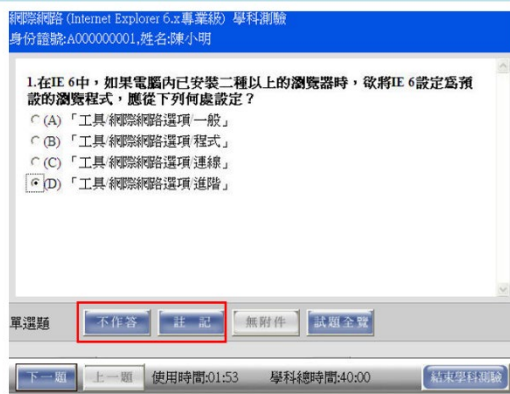 網際網路 (Internet Explorer 6.x專業級) 學科測驗
身份證號:A000000001,姓名:陳小明
1.在IE 6中，如果電腦內已安裝二種以上的瀏覽器時，欲將IE 6設定為預
設的瀏覽程式，應從下列何處設定？
(A) 「工具/網際網路選項/一般」
(B) 「工具/網際網路選項/程式」
(C) 「工具/網際網路選項/連線」
(D) 「工具/網際網路選項/進階」
單選題 不作答 註 記 無附件 試題全覽
下一題 上一題 使用時間:01:53 學科總時間:40:00 結束學科測驗